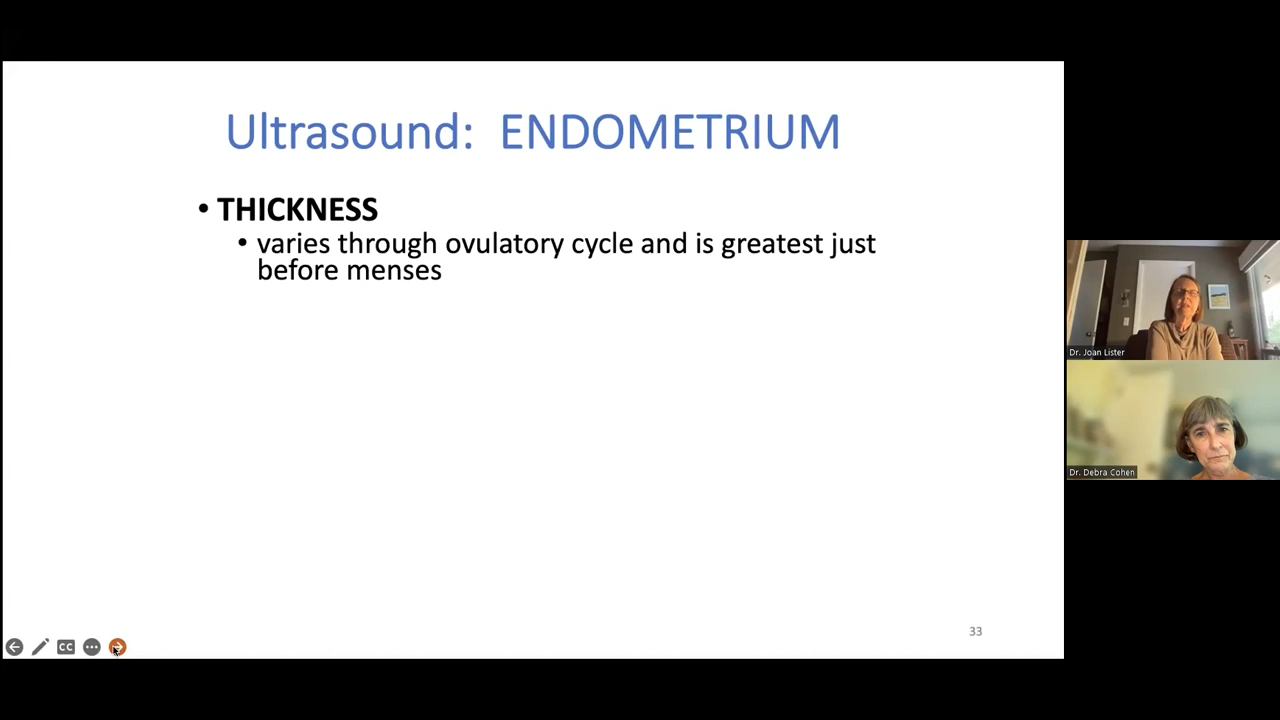 Ultrasound: ENDOMETRIUM
• THICKNESS
• varies through ovulatory cycle and is greatest just
before menses
33
CC
Dr. Joan Lister
Dr. Debra Cohen